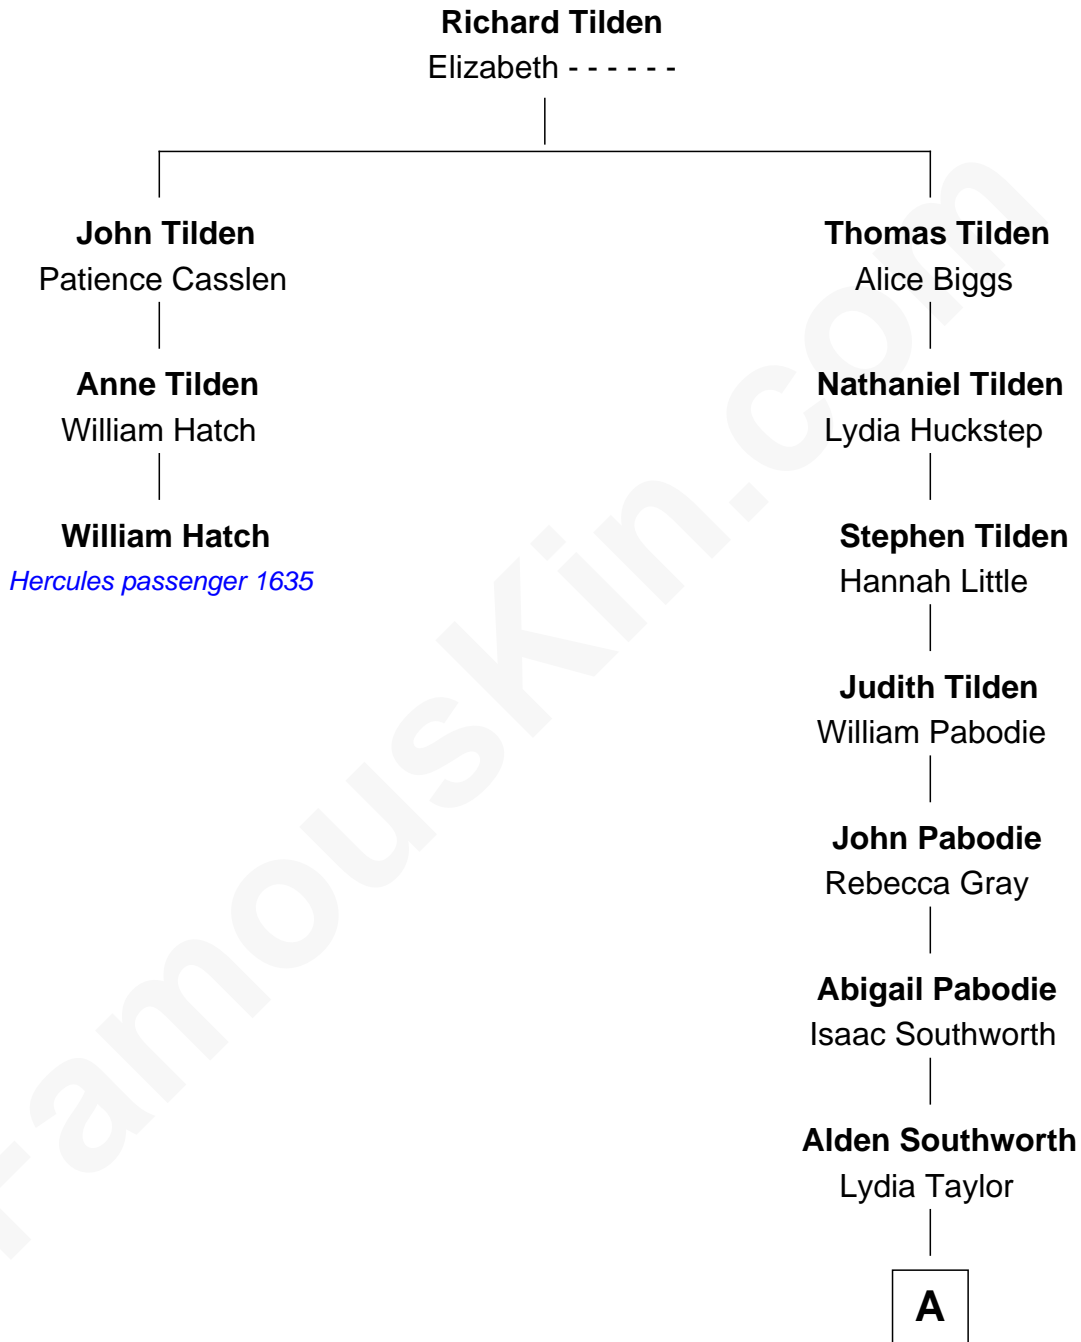 Richard Tilden
Elizabeth - - - - - -
John Tilden
Patience Casslen
Thomas Tilden
Alice Biggs
Anne Tilden
William Hatch
Nathaniel Tilden
Lydia Huckstep
William Hatch
Hercules passenger 1635
Stephen Tilden
Hannah Little
Judith Tilden
William Pabodie
John Pabodie
Rebecca Gray
Abigail Pabodie
Isaac Southworth
Alden Southworth
Lydia Taylor
A
FamousKin.com